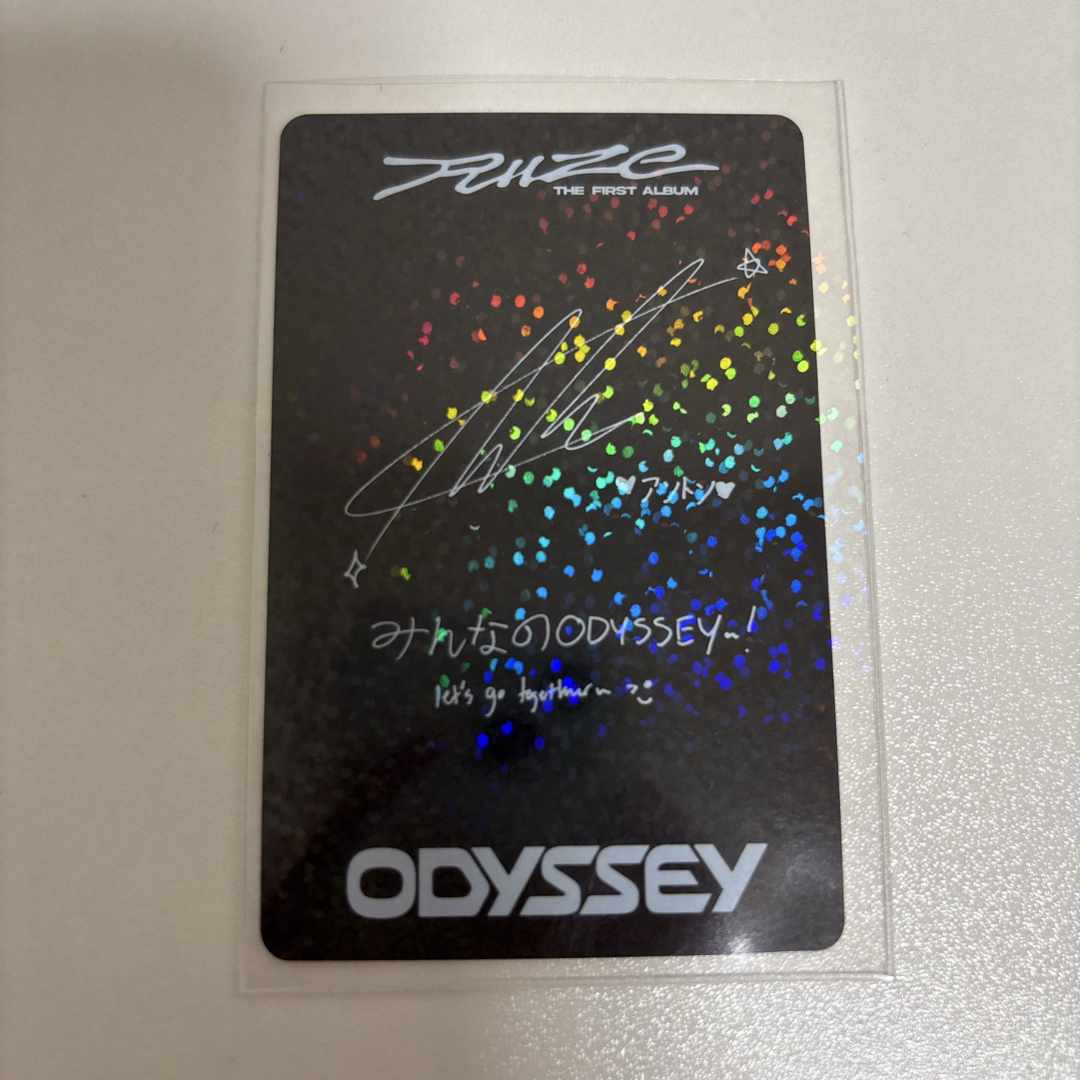 RIIZE
THE FIRST ALBUM
♥アントン♥
みんなのODYSSEY~!
let's go together~ :)
ODYSSEY